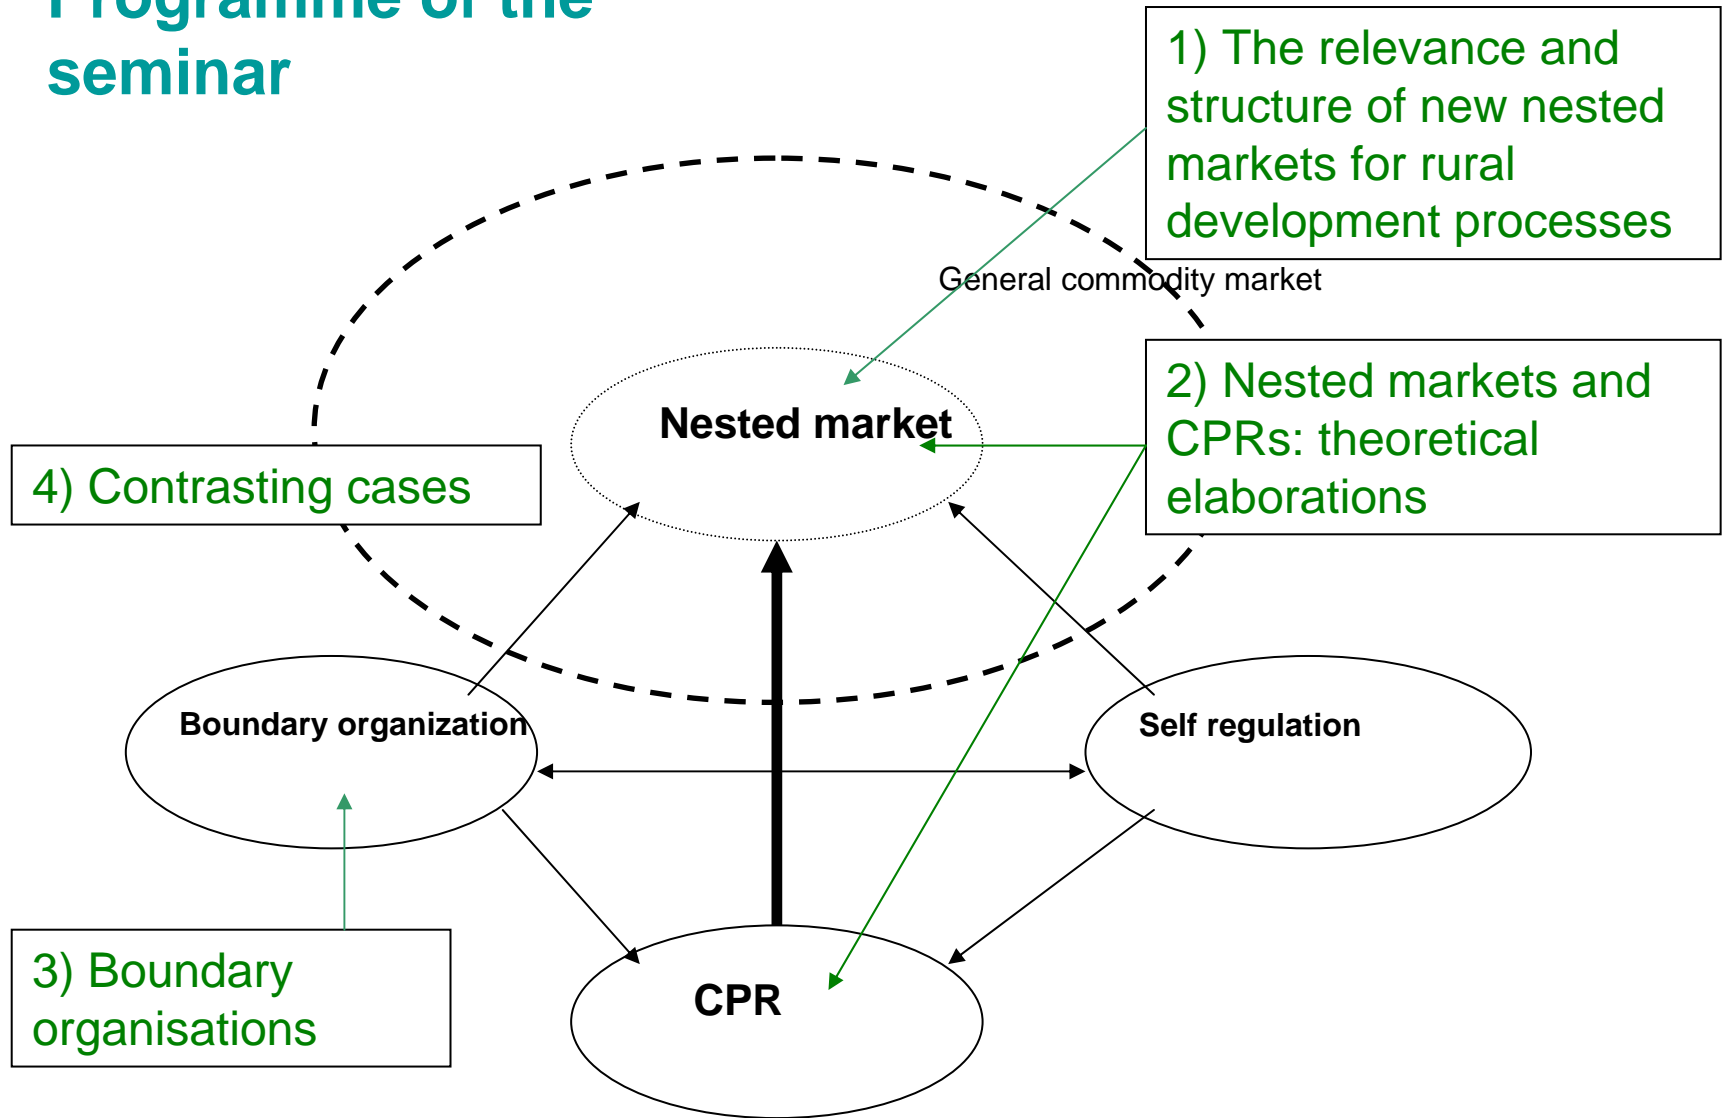 Programme of the
seminar
1) The relevance and
structure of new nested
markets for rural
development processes
General commodity market
2) Nested markets and
CPRs: theoretical
elaborations
Nested market
4) Contrasting cases
Boundary organization
Self regulation
3) Boundary
organisations
CPR